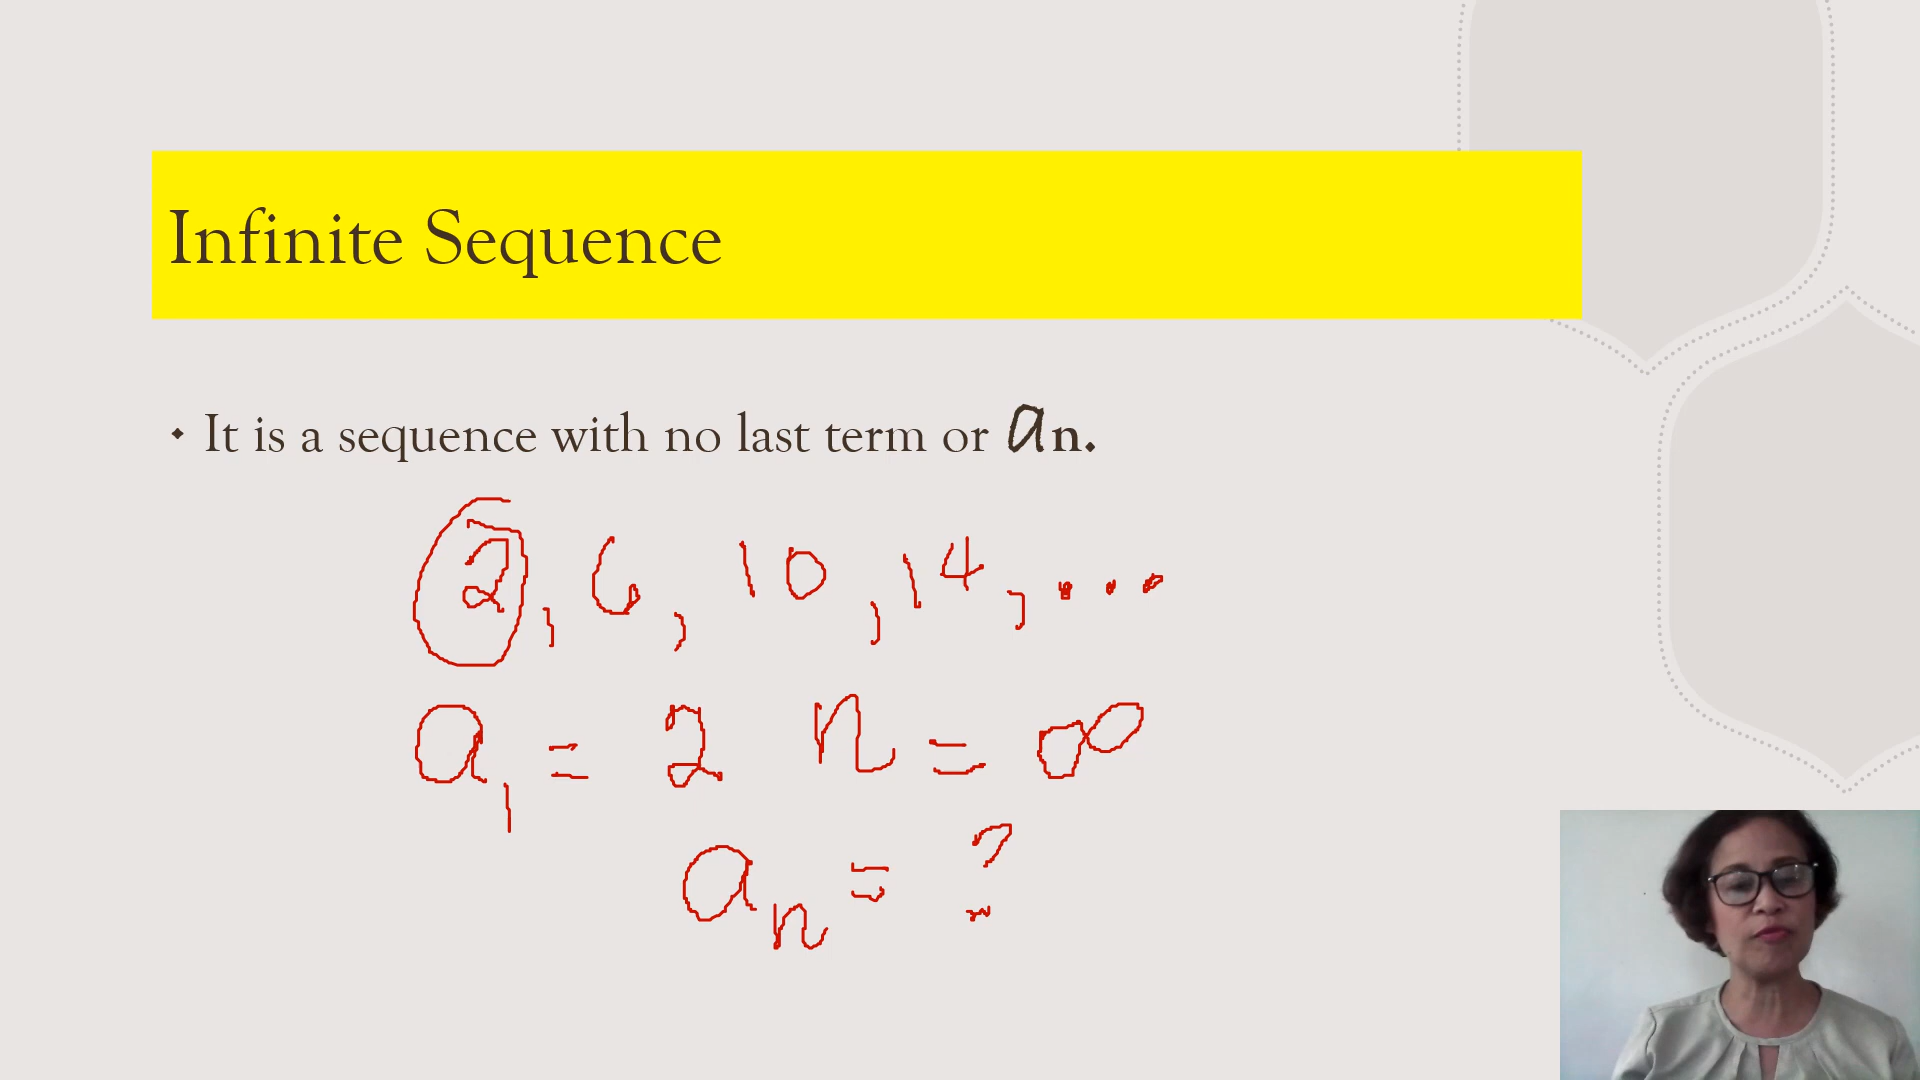 Infinite Sequence
• It is a sequence with no last term or an.
2, 6, 10, 14, ...
a1 = 2 n = ∞
an = ?